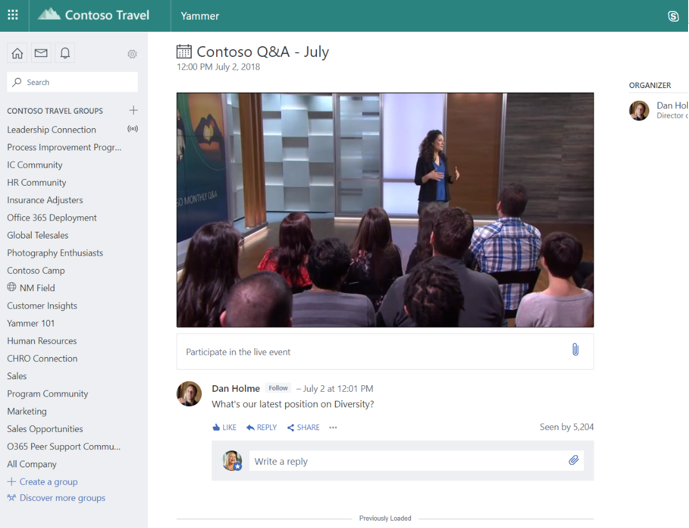 Contoso Travel
Yammer
Contoso Q&A - July
12:00 PM July 2, 2018
Search
CONTOSO TRAVEL GROUPS
Leadership Connection
Process Improvement Progr...
IC Community
HR Community
Insurance Adjusters
Office 365 Deployment
Global Telesales
Photography Enthusiasts
Contoso Camp
NM Field
Customer Insights
Yammer 101
Human Resources
CHRO Connection
Sales
Program Community
Marketing
Sales Opportunities
O365 Peer Support Commu...
All Company
Create a group
Discover more groups
SO MONTHLY Q&A
Participate in the live event
Dan Holme Follow – July 2 at 12:01 PM
What's our latest position on Diversity?
LIKE REPLY SHARE ••• Seen by 5,204
Write a reply
Previously Loaded
ORGANIZER
Dan Hol
Director